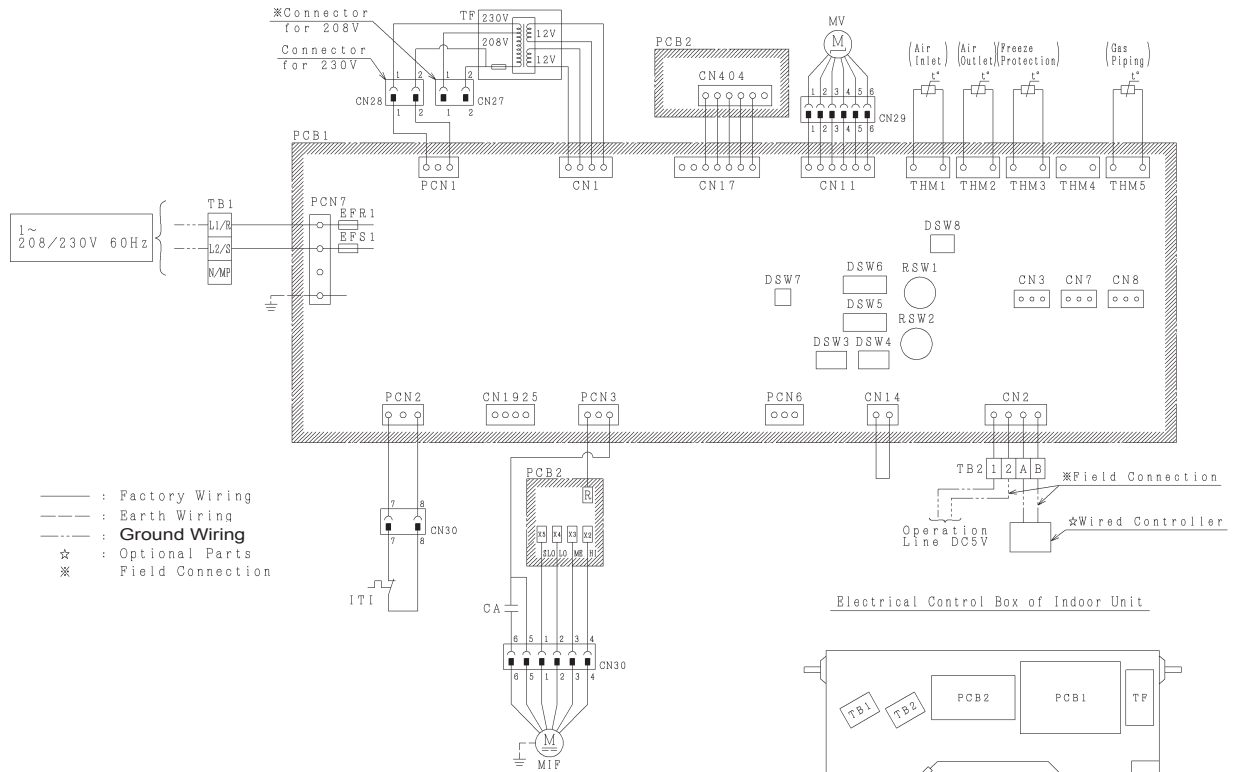 ※Connector
for 208V
Connector
for 230V
TF 230V
208V
12V
12V
1 2 1 2
CN28 CN27
1 2 1 2
PCB2
CN404
MV
M
1 2 3 4 5 6
CN29
1 2 3 4 5 6
(Air Inlet)
(Air Outlet)
(Freeze Protection)
(Gas Piping)
t° t° t° t°
PCB1
PCN1 CN1 CN17 CN11 THM1 THM2 THM3 THM4 THM5
1~
208/230V 60Hz
TB1
L1/R
L2/S
N/MP
PCN7
EFR1
EFS1
DSW8
DSW7
DSW6 RSW1
DSW5
RSW2
DSW3 DSW4
CN3 CN7 CN8
PCN2 CN1925 PCN3 PCN6 CN14 CN2
TB2 1 2 A B
※Field Connection
Operation
Line DC5V
☆Wired Controller
: Factory Wiring
: Earth Wiring
: Ground Wiring
☆ : Optional Parts
※ Field Connection
7 8
CN30
7 8
ITI
PCB2
R
X5 X4 X3 X2
SLO LO ME HI
CA
6 5 1 2 3 4
CN30
6 5 1 2 3 4
M
MIF
Electrical Control Box of Indoor Unit
TB1 TB2 PCB2 PCB1 TF